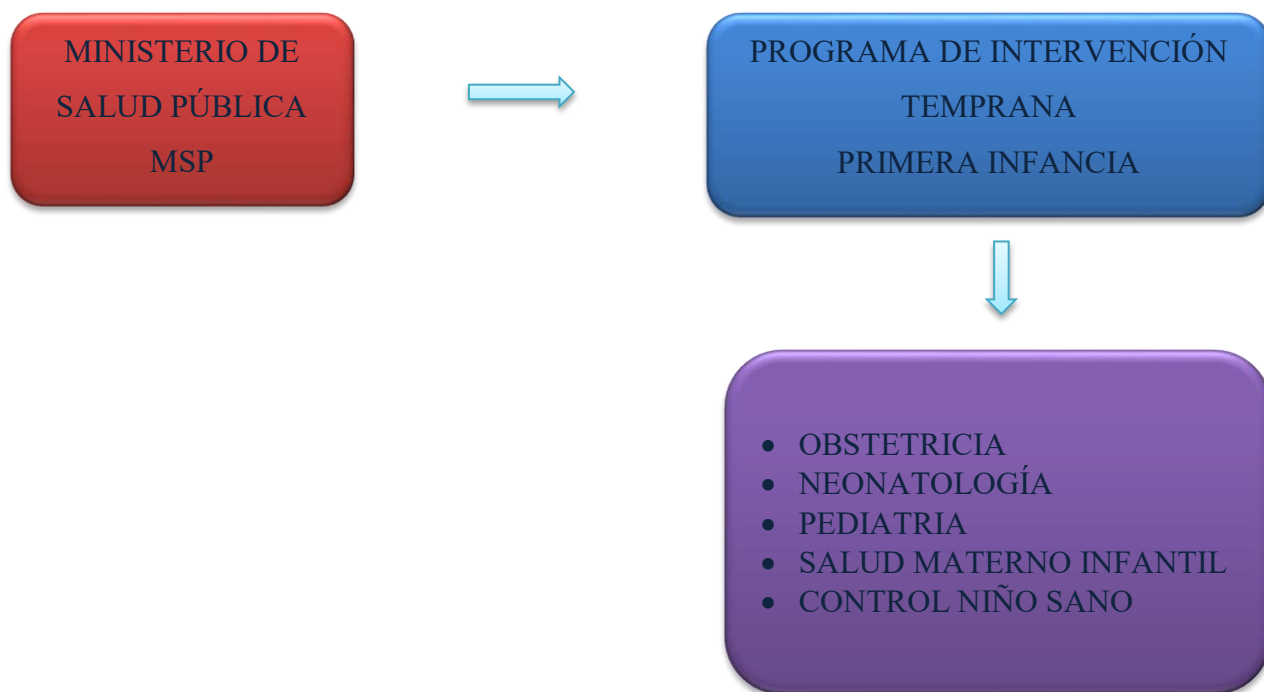 MINISTERIO DE
SALUD PÚBLICA
MSP
PROGRAMA DE INTERVENCIÓN
TEMPRANA
PRIMERA INFANCIA
• OBSTETRICIA
• NEONATOLOGÍA
• PEDIATRIA
• SALUD MATERNO INFANTIL
• CONTROL NIÑO SANO